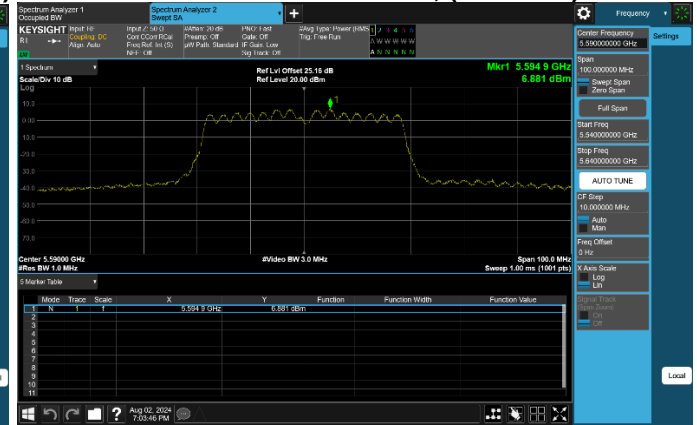 Spectrum Analyzer 1
Occupied BW
Spectrum Analyzer 2
Swept SA
+
Frequency
KEYSIGHT
Input: RF
Coupling: DC
Align: Auto
Input Z: 50 Ω
Corr CCorr RCal
Freq Ref: Int (S)
NFE: Off
#Atten: 20 dB
Preamp: Off
µW Path: Standard
PNO: Fast
Gate: Off
IF Gain: Low
Sig Track: Off
#Avg Type: Power (RMS
Trig: Free Run
1 2 3 4 5 6
A W W W W W
A N N N N N
Center Frequency
5.590000000 GHz
Settings
Span
100.000000 MHz
Swept Span
Zero Span
Full Span
Start Freq
5.540000000 GHz
Stop Freq
5.640000000 GHz
AUTO TUNE
CF Step
10.000000 MHz
Auto
Man
Freq Offset
0 Hz
X Axis Scale
Log
Lin
Signal Track
(Span Zoom)
On
Off
Local
1 Spectrum
Scale/Div 10 dB
Log
Ref Lvl Offset 25.16 dB
Ref Level 20.00 dBm
Mkr1 5.594 9 GHz
6.881 dBm
1
10.0
0.00
-10.0
-20.0
-30.0
-40.0
-50.0
-60.0
-70.0
Center 5.59000 GHz
#Res BW 1.0 MHz
#Video BW 3.0 MHz
Span 100.0 MHz
Sweep 1.00 ms (1001 pts)
5 Marker Table
Mode Trace Scale X Y Function Function Width Function Value
1 N 1 f 5.594 9 GHz 6.881 dBm
2
3
4
5
6
7
8
9
10
11
?
Aug 02, 2024
7:03:46 PM